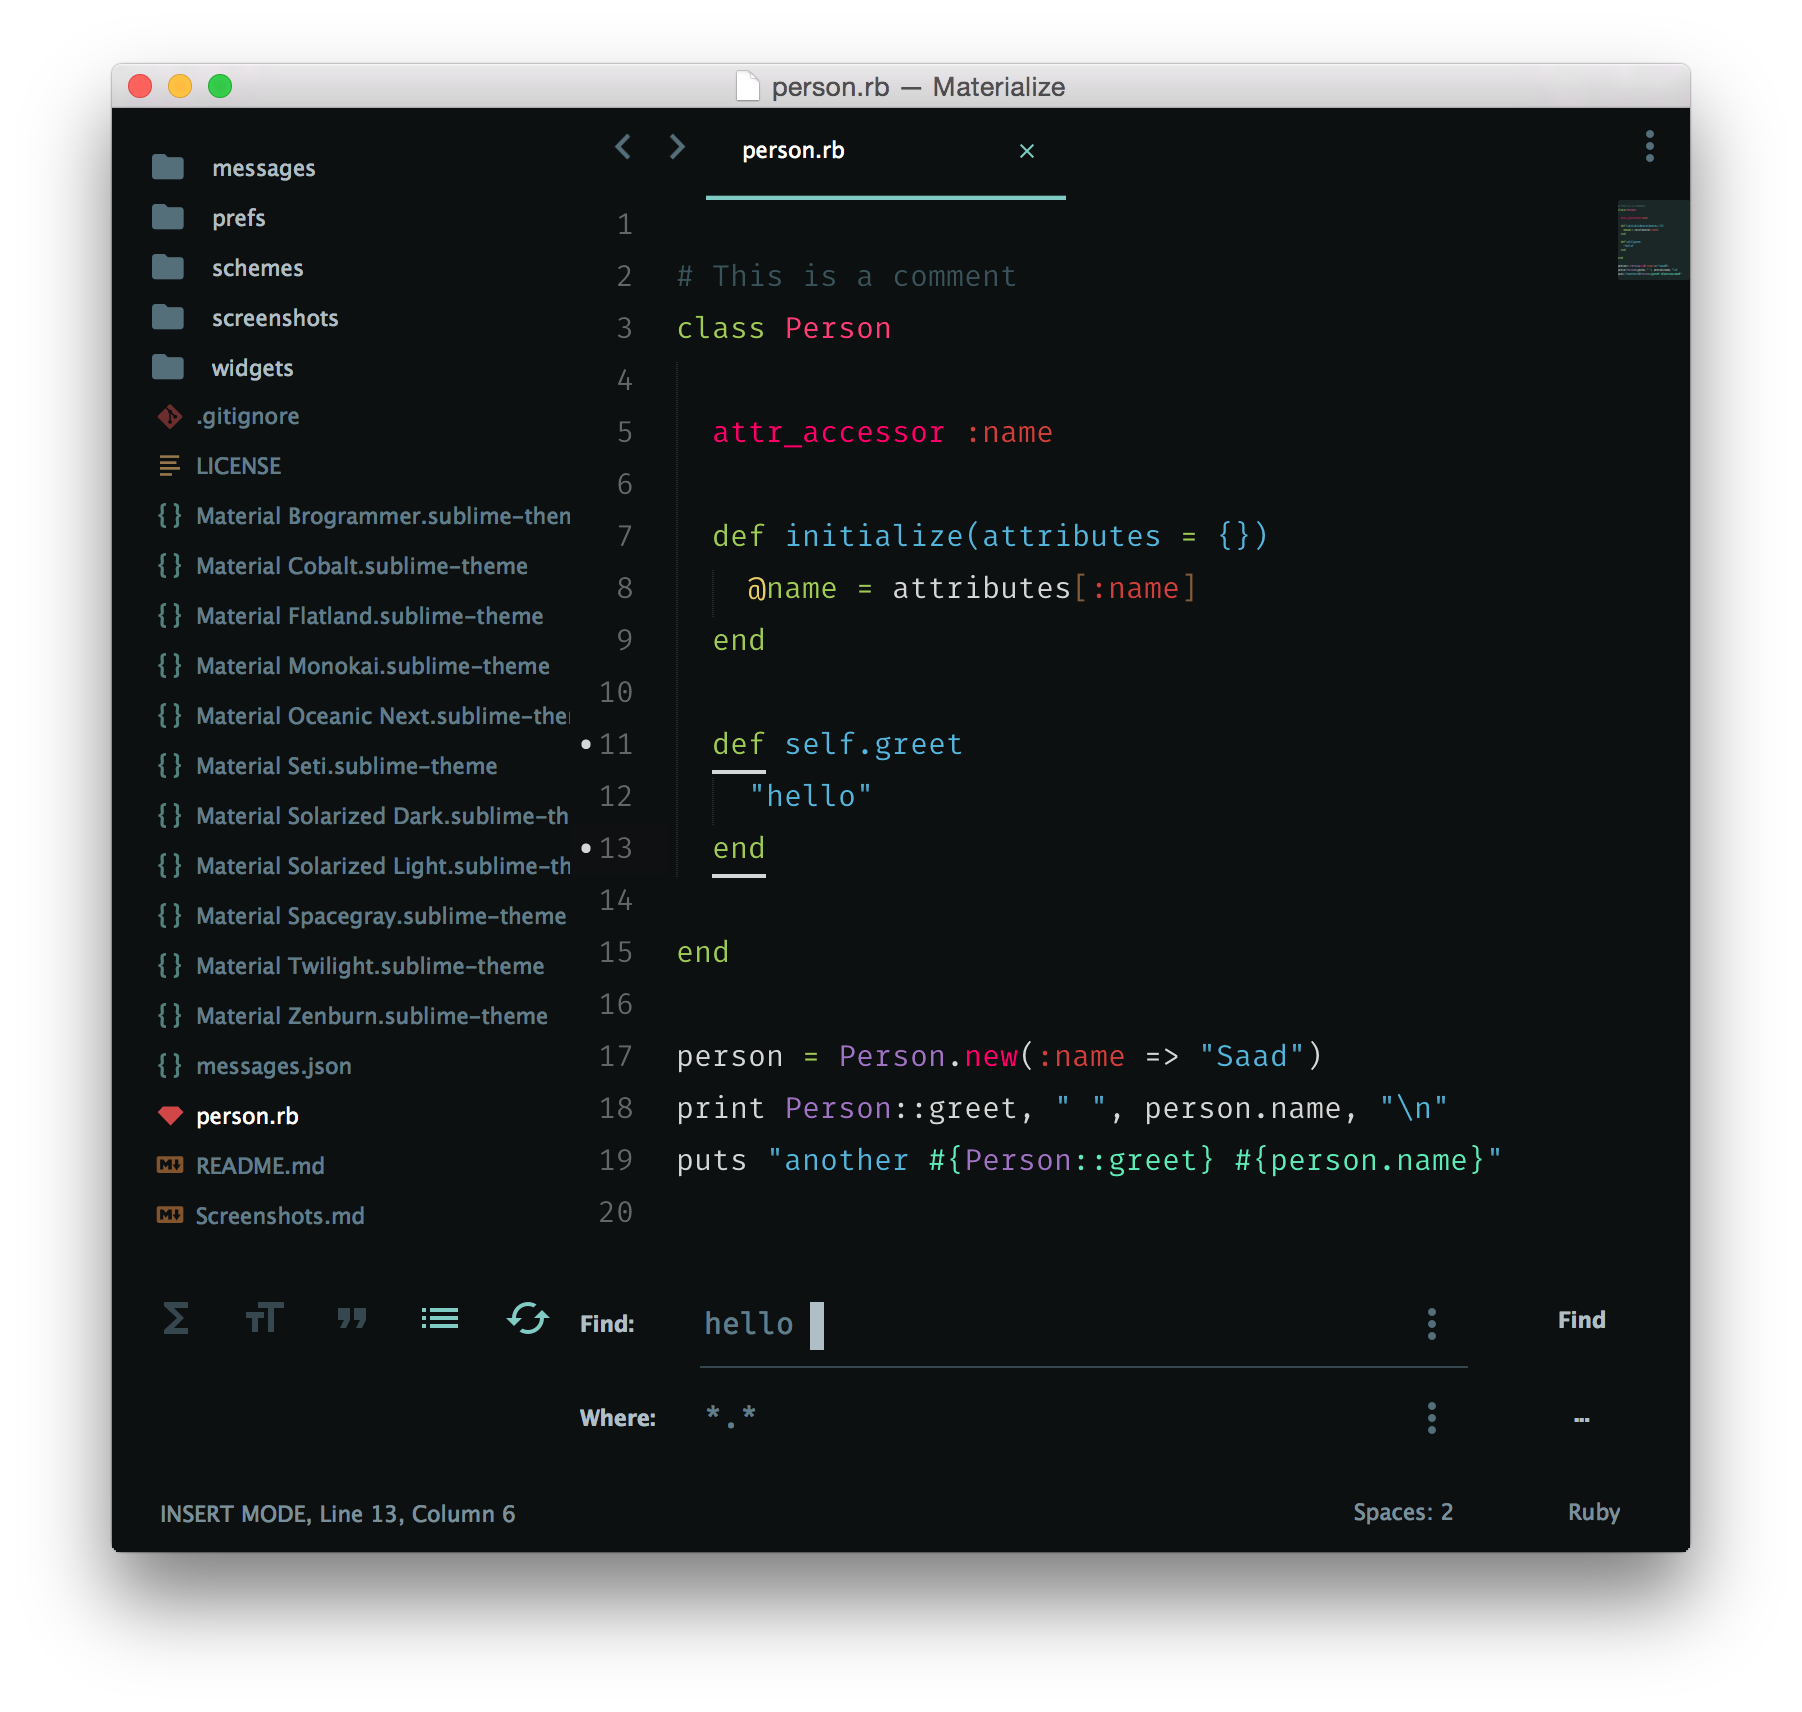 person.rb — Materialize
messages
prefs
schemes
screenshots
widgets
.gitignore
LICENSE
Material Brogrammer.sublime-them
Material Cobalt.sublime-theme
Material Flatland.sublime-theme
Material Monokai.sublime-theme
Material Oceanic Next.sublime-the
Material Seti.sublime-theme
Material Solarized Dark.sublime-th
Material Solarized Light.sublime-th
Material Spacegray.sublime-theme
Material Twilight.sublime-theme
Material Zenburn.sublime-theme
messages.json
person.rb
README.md
Screenshots.md
person.rb ×
1
2 # This is a comment
3 class Person
4
5   attr_accessor :name
6
7   def initialize(attributes = {})
8     @name = attributes[:name]
9   end
10
11   def self.greet
12     "hello"
13   end
14
15 end
16
17 person = Person.new(:name => "Saad")
18 print Person::greet, " ", person.name, "\n"
19 puts "another #{Person::greet} #{person.name}"
20
Find: hello Find
Where: *.* ...
INSERT MODE, Line 13, Column 6 Spaces: 2 Ruby